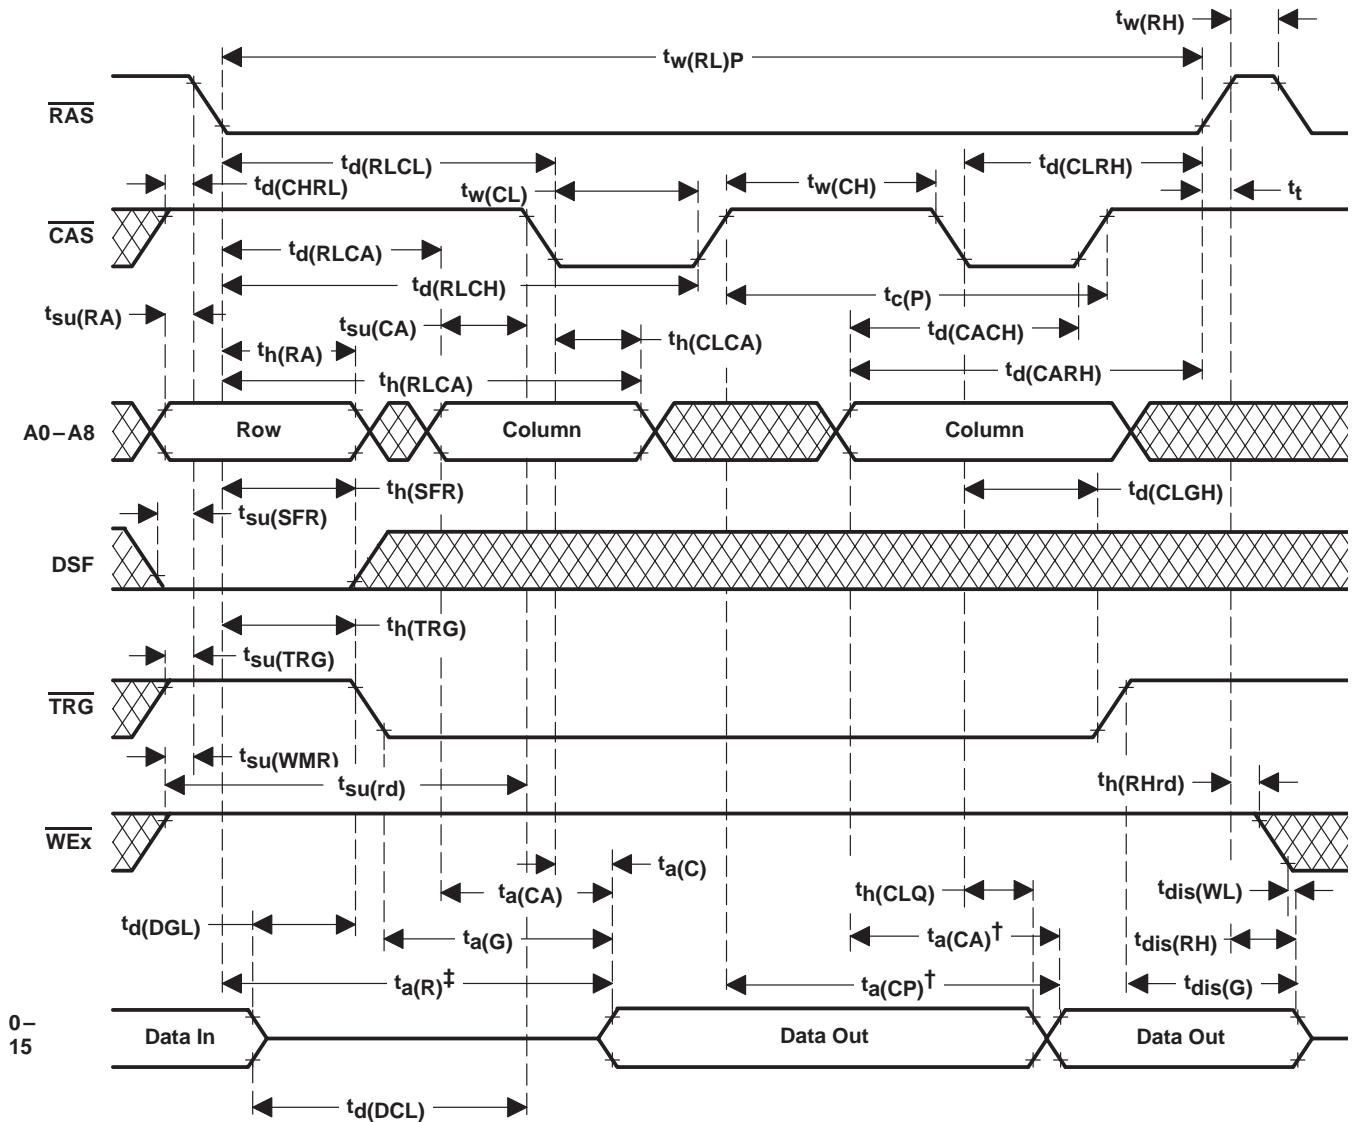 tw(RH)
tw(RL)P
RAS
td(RLCL)
td(CLRH)
td(CHRL)
tw(CL)
tw(CH)
tt
CAS
td(RLCA)
td(RLCH)
tc(P)
tsu(RA)
tsu(CA)
td(CACH)
th(RA)
th(CLCA)
th(RLCA)
td(CARH)
A0–A8
Row
Column
Column
th(SFR)
td(CLGH)
tsu(SFR)
DSF
th(TRG)
tsu(TRG)
TRG
tsu(WMR)
tsu(rd)
th(RHrd)
WEx
ta(C)
ta(CA)
th(CLQ)
tdis(WL)
td(DGL)
ta(G)
ta(CA)†
tdis(RH)
ta(R)‡
ta(CP)†
tdis(G)
0–
15
Data In
Data Out
Data Out
td(DCL)